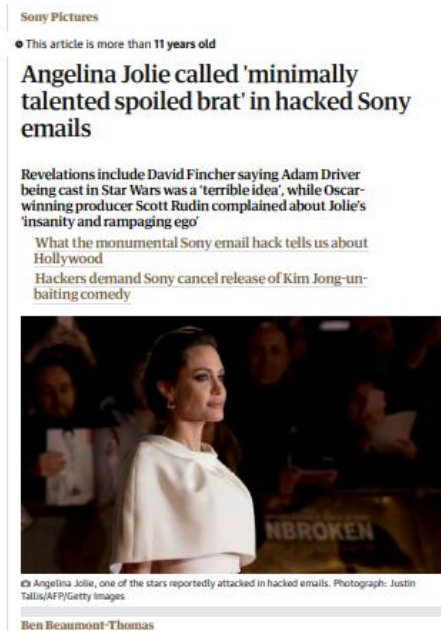 Sony Pictures
This article is more than 11 years old
Angelina Jolie called 'minimally
talented spoiled brat' in hacked Sony
emails
Revelations include David Fincher saying Adam Driver
being cast in Star Wars was a 'terrible idea', while Oscar-
winning producer Scott Rudin complained about Jolie's
'insanity and rampaging ego'
What the monumental Sony email hack tells us about
Hollywood
Hackers demand Sony cancel release of Kim Jong-un-
baiting comedy
NBROKEN
Angelina Jolie, one of the stars reportedly attacked in hacked emails. Photograph: Justin
Tallis/AFP/Getty Images
Ben Beaumont-Thomas